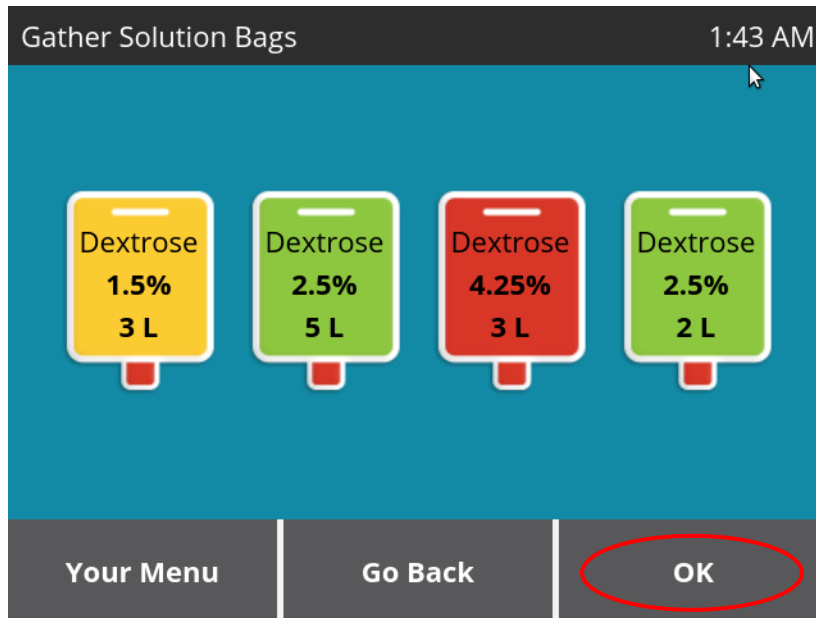 Gather Solution Bags
1:43 AM
Dextrose
1.5%
3 L
Dextrose
2.5%
5 L
Dextrose
4.25%
3 L
Dextrose
2.5%
2 L
Your Menu
Go Back
OK